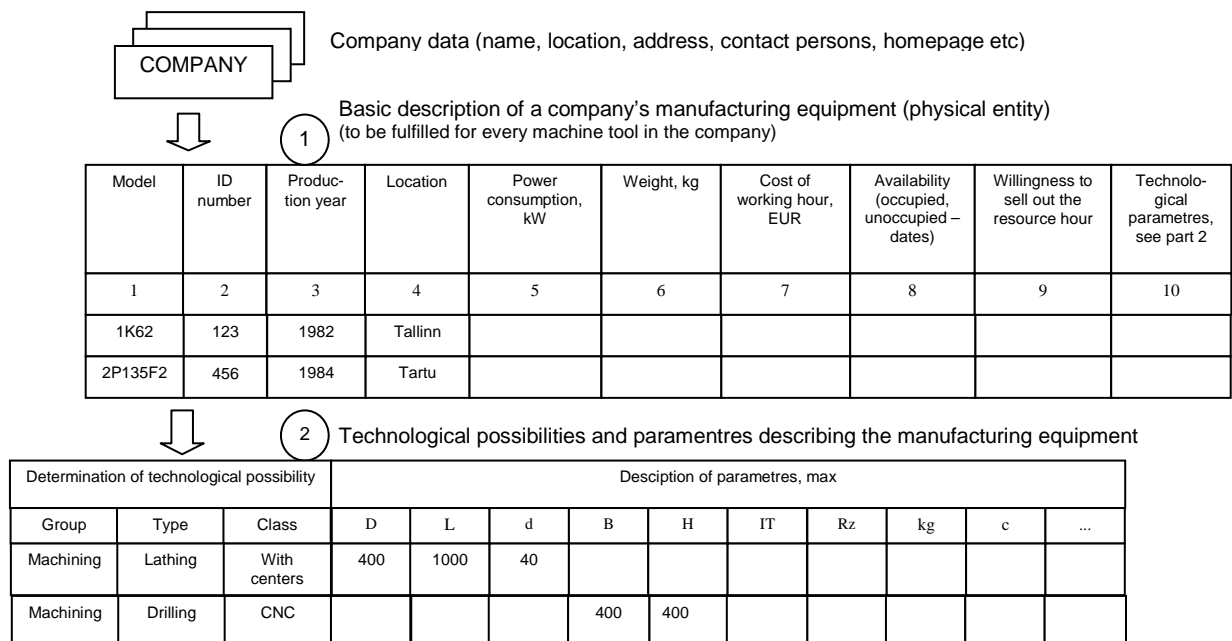 Company data (name, location, address, contact persons, homepage etc)
COMPANY
Basic description of a company's manufacturing equipment (physical entity)
1 (to be fulfilled for every machine tool in the company)
Model ID number Produc-tion year Location Power consumption, kW Weight, kg Cost of working hour, EUR Availability (occupied, unoccupied – dates) Willingness to sell out the resource hour Technolo-gical parametres, see part 2
1 2 3 4 5 6 7 8 9 10
1K62 123 1982 Tallinn
2P135F2 456 1984 Tartu
2 Technological possibilities and paramentres describing the manufacturing equipment
Determination of technological possibility Desciption of parametres, max
Group Type Class D L d B H IT Rz kg c ...
Machining Lathing With centers 400 1000 40
Machining Drilling CNC 400 400